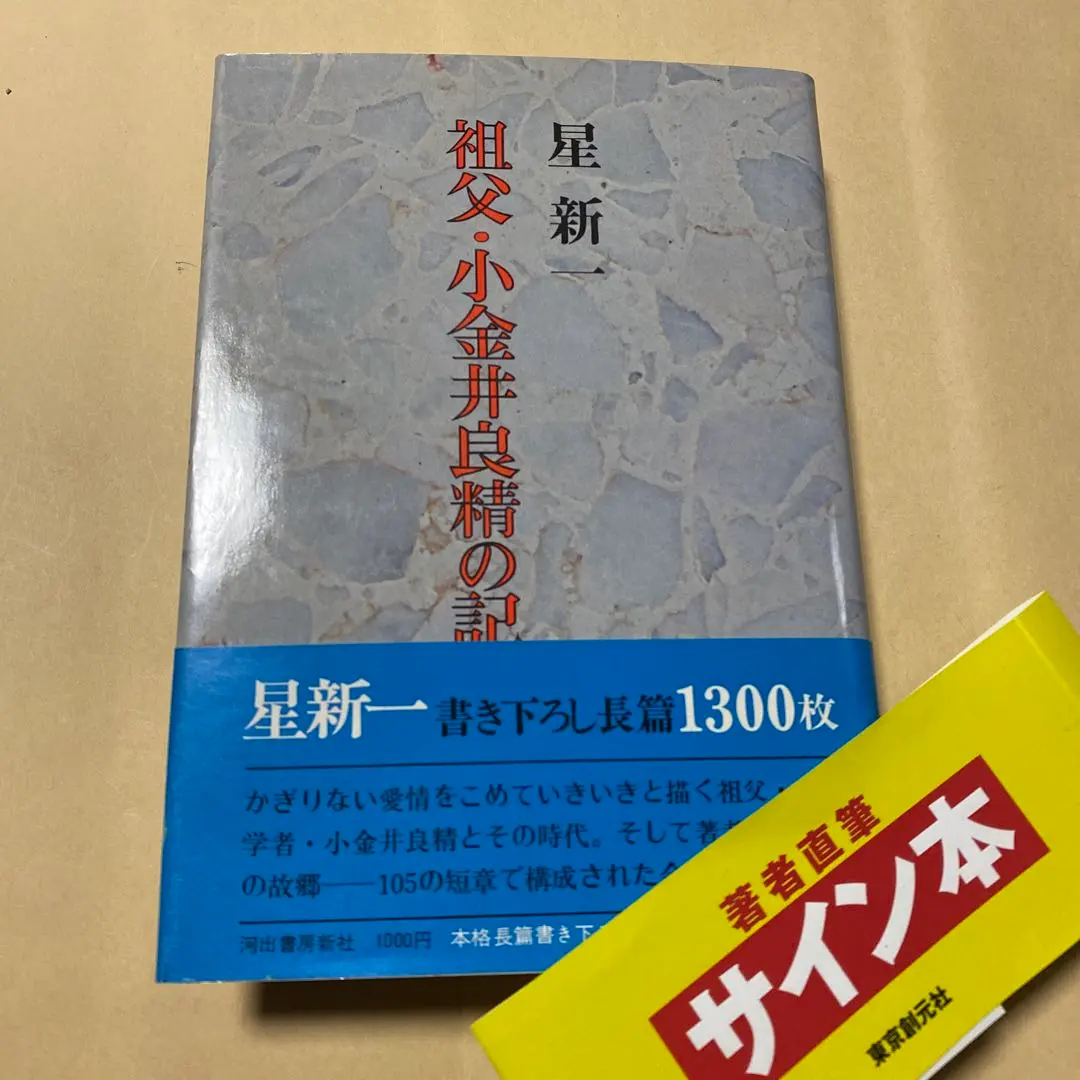 星 新一
祖父・小金井良精の記
星新一 書き下ろし長篇1300枚
かぎりない愛情をこめていきいきと描く祖父・
学者・小金井良精とその時代。そして著者
の故郷――105の短章で構成された
河出書房新社 1000円 本格長篇書き下
著者直筆
サイン本
東京創元社